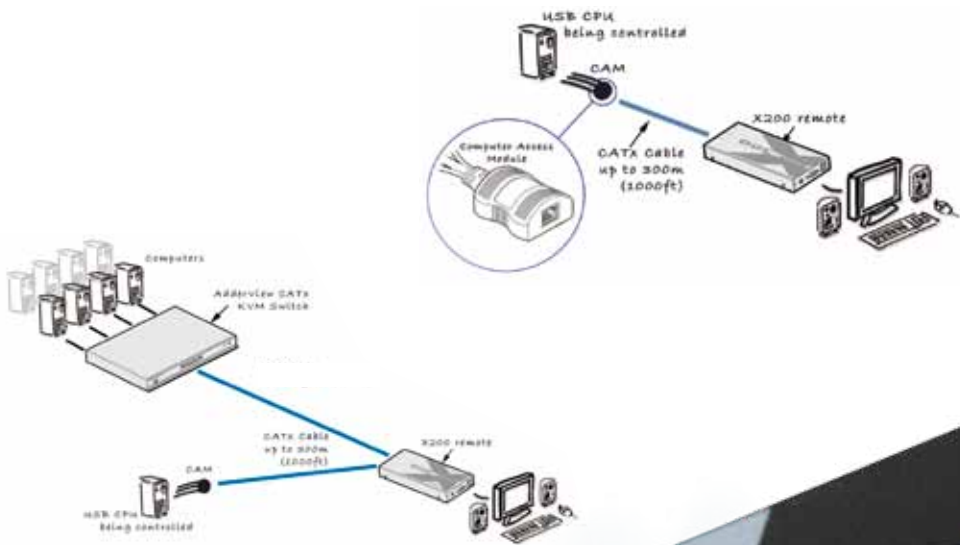 USB CPU
being controlled
CAM
X200 remote
Computer Access
Module
CATx Cable
up to 300m
(1000ft)
Computers
Adderview CATx
KVM Switch
CATx Cable
up to 300m
(1000ft)
X200 remote
CAM
USB CPU
being controlled